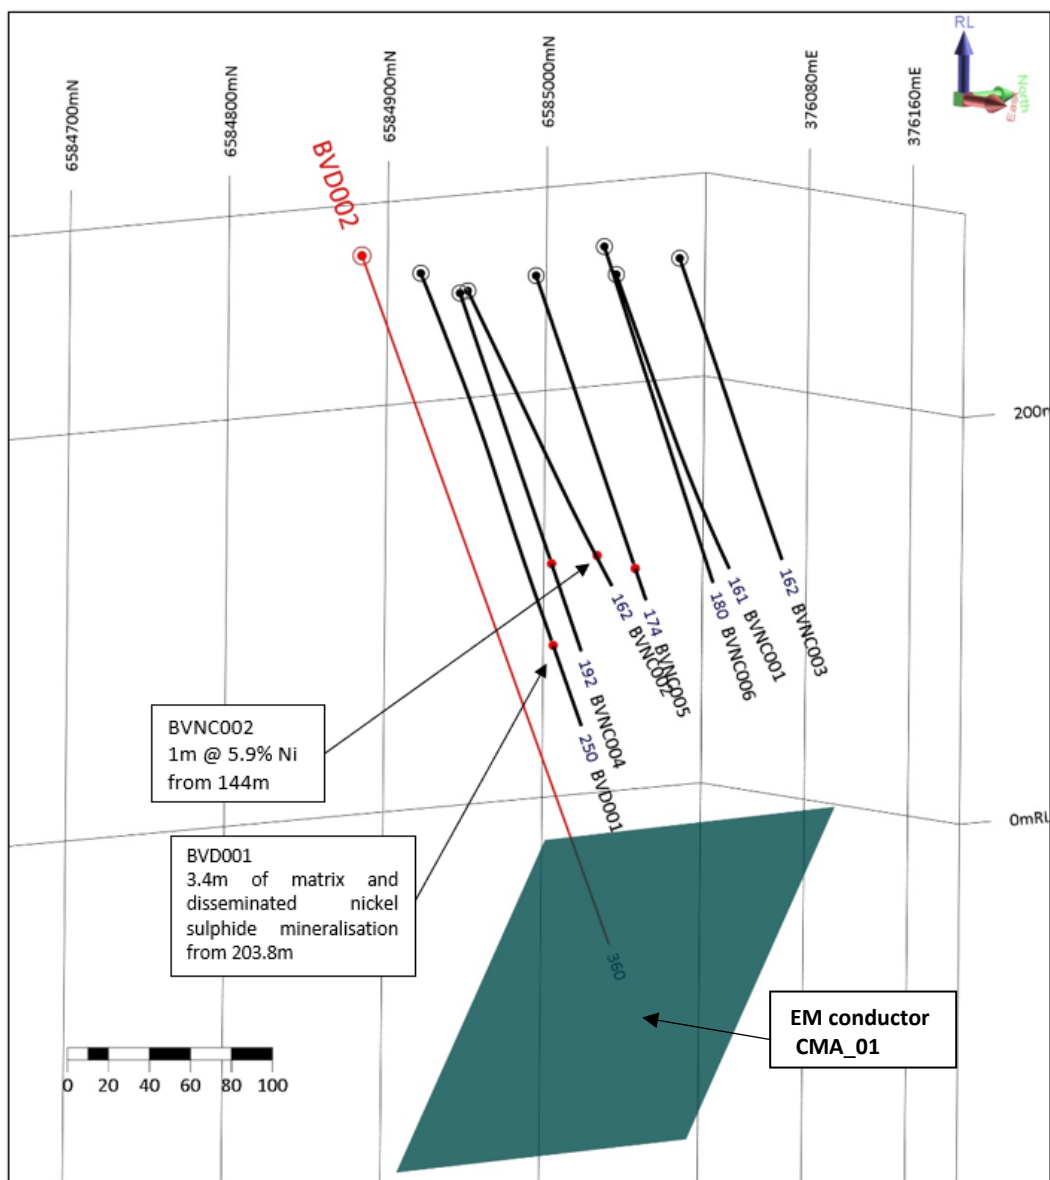 RL
North
East
6584700mN
6584800mN
6584900mN
6585000mN
376080mE
376160mE
BVD002
200m
162 BVNC003
161 BVNC001
180 BVNC006
174 BVNC005
162 BVNC002
192 BVNC004
250 BVD001
BVNC002
1m @ 5.9% Ni
from 144m
0mRL
BVD001
3.4m of matrix and
disseminated nickel
sulphide mineralisation
from 203.8m
360
EM conductor
CMA_01
0 20 40 60 80 100